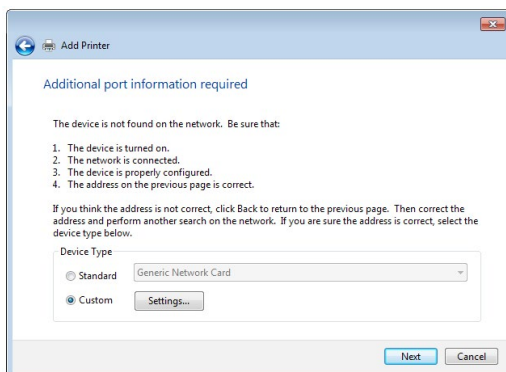 Add Printer
Additional port information required
The device is not found on the network. Be sure that:
1. The device is turned on.
2. The network is connected.
3. The device is properly configured.
4. The address on the previous page is correct.
If you think the address is not correct, click Back to return to the previous page. Then correct the
address and perform another search on the network. If you are sure the address is correct, select the
device type below.
Device Type
Standard Generic Network Card
Custom Settings...
Next Cancel